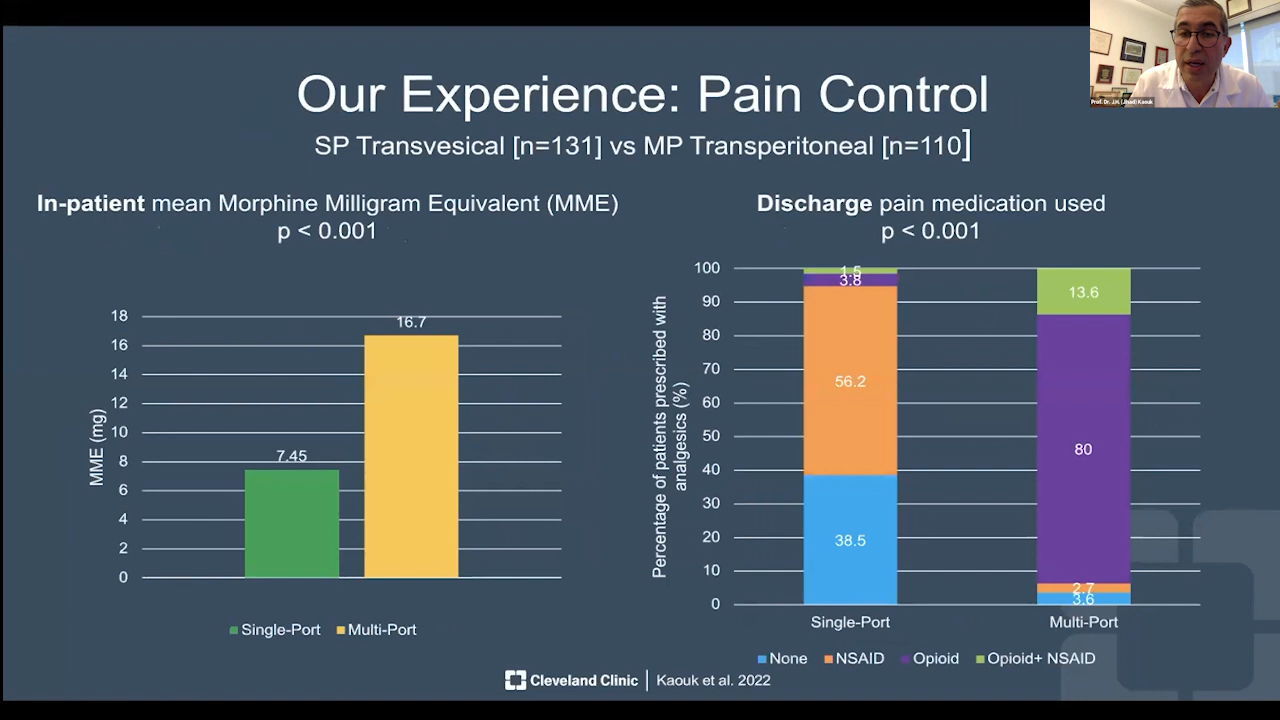 Our Experience: Pain Control
SP Transvesical [n=131] vs MP Transperitoneal [n=110]
In-patient mean Morphine Milligram Equivalent (MME)
p < 0.001
18
16
14
12
10
8
6
4
2
0
MME (mg)
7.45
16.7
Single-Port
Multi-Port
Discharge pain medication used
p < 0.001
100
90
80
70
60
50
40
30
20
10
0
Percentage of patients prescribed with
analgesics (%)
1.5
3.8
56.2
38.5
13.6
80
2.7
3.6
Single-Port
Multi-Port
None
NSAID
Opioid
Opioid+ NSAID
Cleveland Clinic
Kaouk et al. 2022
Prof. Dr. J.H. (Jihad) Kaouk